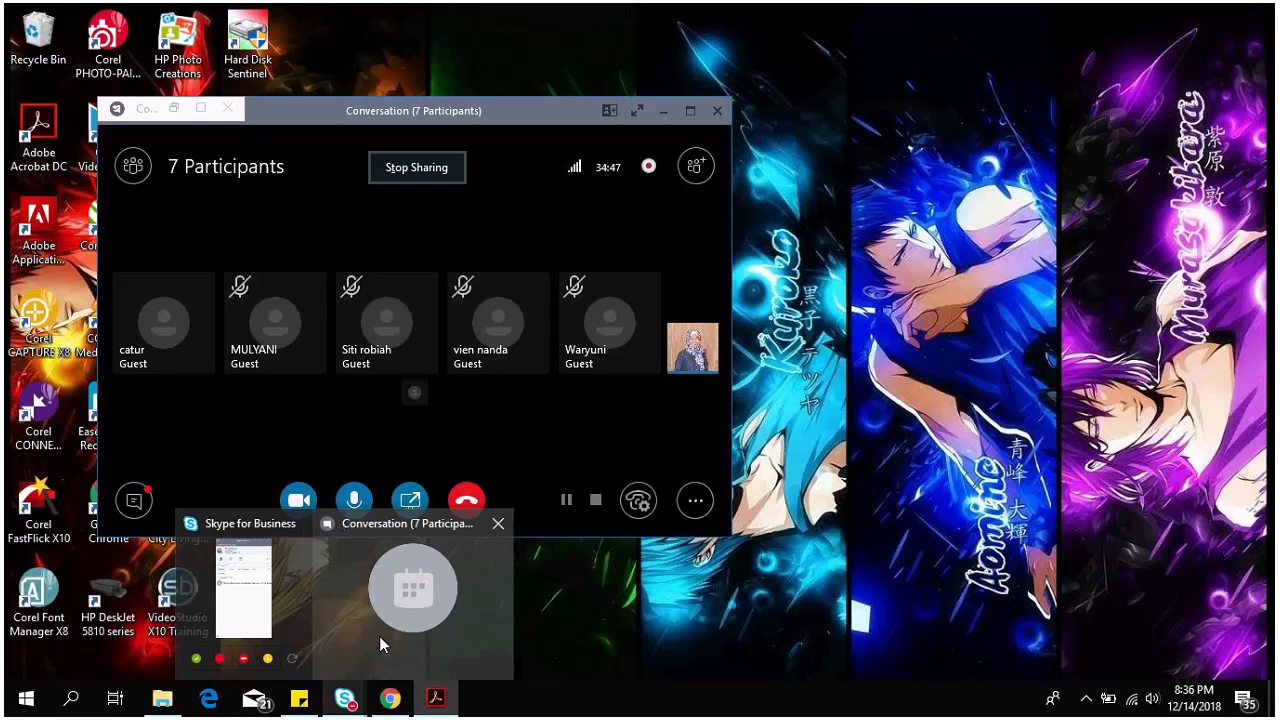 Recycle Bin
Corel
PHOTO-PAI...
HP Photo
Creations
Hard Disk
Sentinel
Adobe
Acrobat DC
Adobe
Applicati...
Corel
CAPTURE X8
Corel
CONNE...
Corel
FastFlick X10
Chrome
City Living...
Corel Font
Manager X8
HP DeskJet
5810 series
VideoStudio
X10 Training
Co...
Conversation (7 Participants)
7 Participants
Stop Sharing
34:47
catur
Guest
MULYANI
Guest
Siti robiah
Guest
vien nanda
Guest
Waryuni
Guest
Skype for Business
Conversation (7 Participa...
Kuroko
黒子 テツヤ
Aomine
青峰 大輝
Murasakibara
紫原 敦
21
8:36 PM
12/14/2018
35